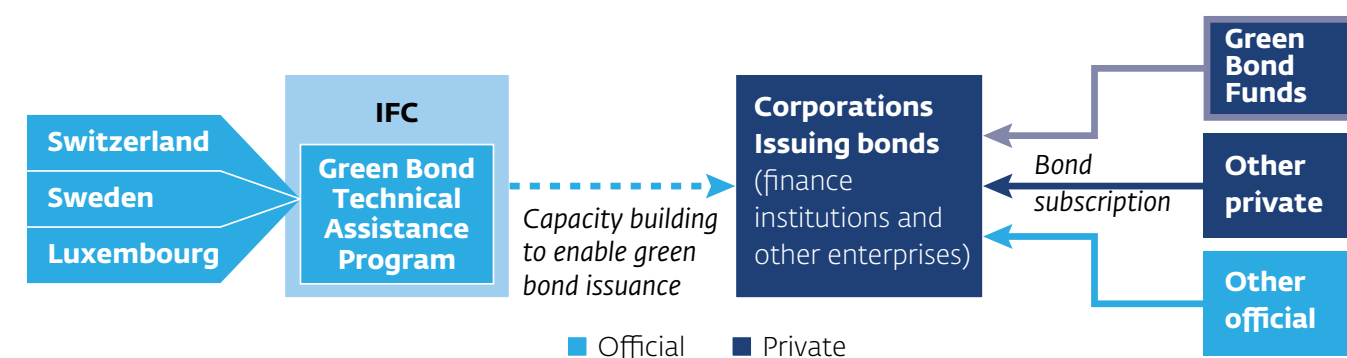 Switzerland
Sweden
Luxembourg
IFC
Green Bond
Technical
Assistance
Program
Capacity building
to enable green
bond issuance
Corporations
Issuing bonds
(finance
institutions and
other enterprises)
Bond
subscription
Green
Bond
Funds
Other
private
Other
official
Official
Private